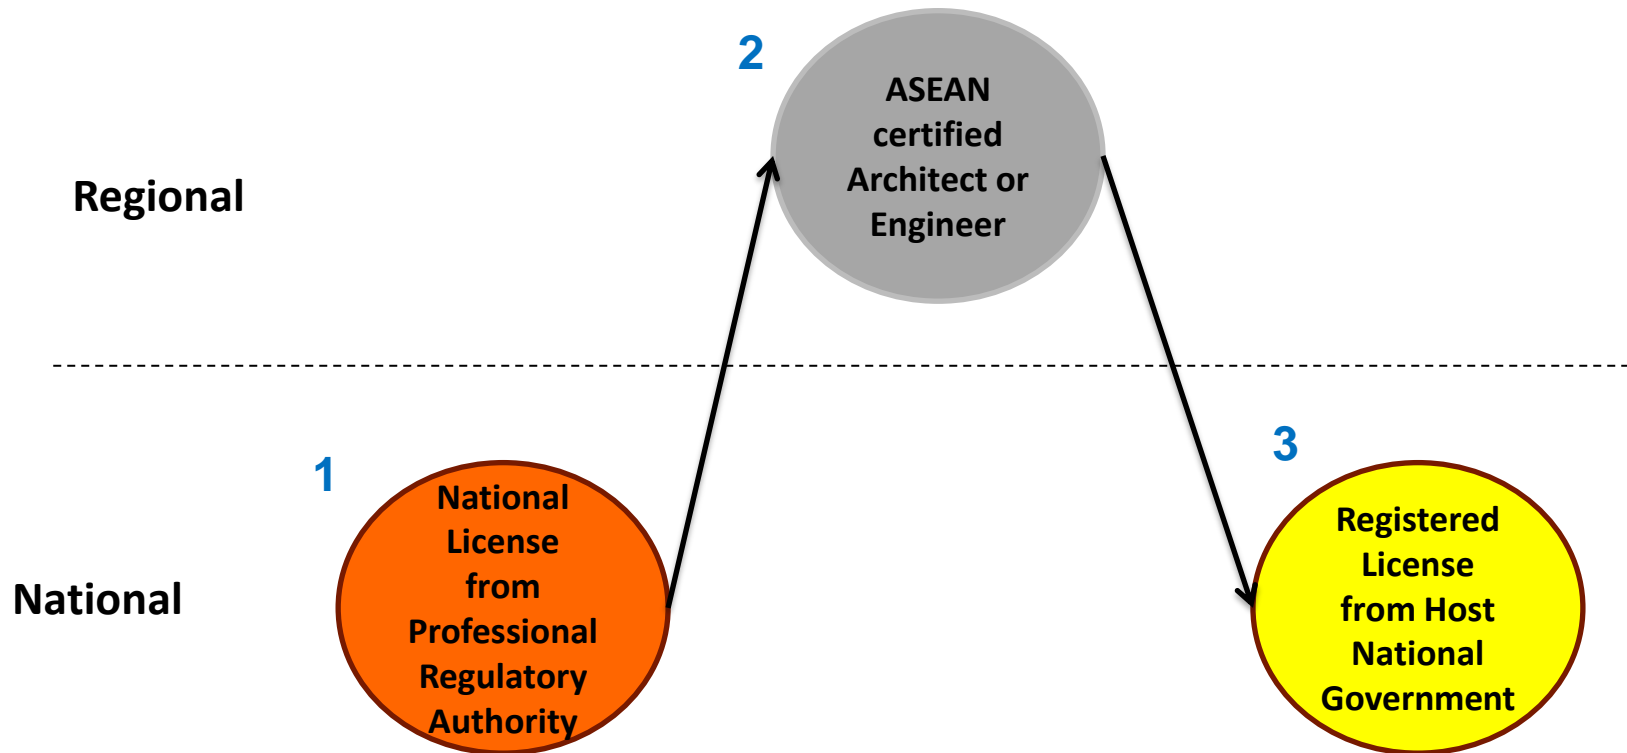 2
ASEAN
certified
Architect or
Engineer
Regional
1
National
License
from
Professional
Regulatory
Authority
3
Registered
License
from Host
National
Government
National